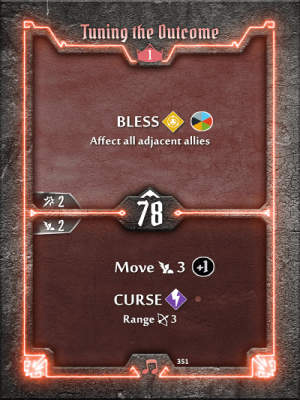 Tuning the Outcome
1
BLESS
Affect all adjacent allies
2
78
2
Move 3 +1
CURSE
Range 3
351